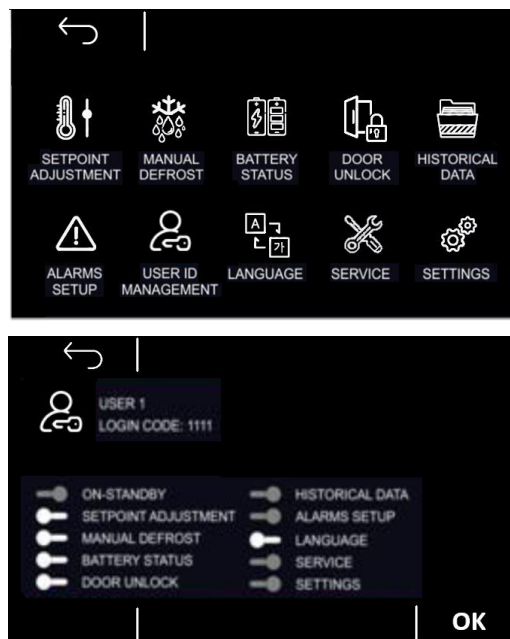 SETPOINT ADJUSTMENT
MANUAL DEFROST
BATTERY STATUS
DOOR UNLOCK
HISTORICAL DATA
A
가
ALARMS SETUP
USER ID MANAGEMENT
LANGUAGE
SERVICE
SETTINGS
USER 1
LOGIN CODE: 1111
ON-STANDBY
SETPOINT ADJUSTMENT
MANUAL DEFROST
BATTERY STATUS
DOOR UNLOCK
HISTORICAL DATA
ALARMS SETUP
LANGUAGE
SERVICE
SETTINGS
OK